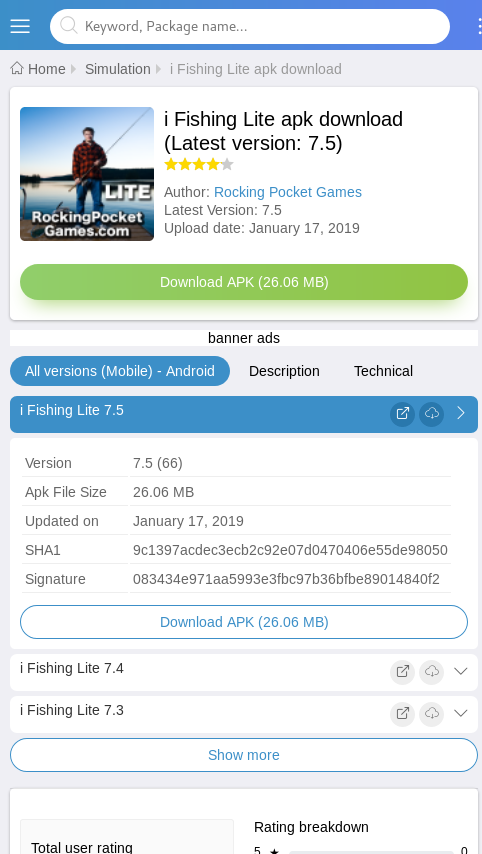 Keyword, Package name...
Home Simulation i Fishing Lite apk download
i Fishing Lite apk download
(Latest version: 7.5)
LITE
RockingPocket
Games.com
Author: Rocking Pocket Games
Latest Version: 7.5
Upload date: January 17, 2019
Download APK (26.06 MB)
banner ads
All versions (Mobile) - Android Description Technical
i Fishing Lite 7.5
Version 7.5 (66)
Apk File Size 26.06 MB
Updated on January 17, 2019
SHA1 9c1397acdec3ecb2c92e07d0470406e55de98050
Signature 083434e971aa5993e3fbc97b36bfbe89014840f2
Download APK (26.06 MB)
i Fishing Lite 7.4
i Fishing Lite 7.3
Show more
Rating breakdown
Total user rating
5 ★ 0